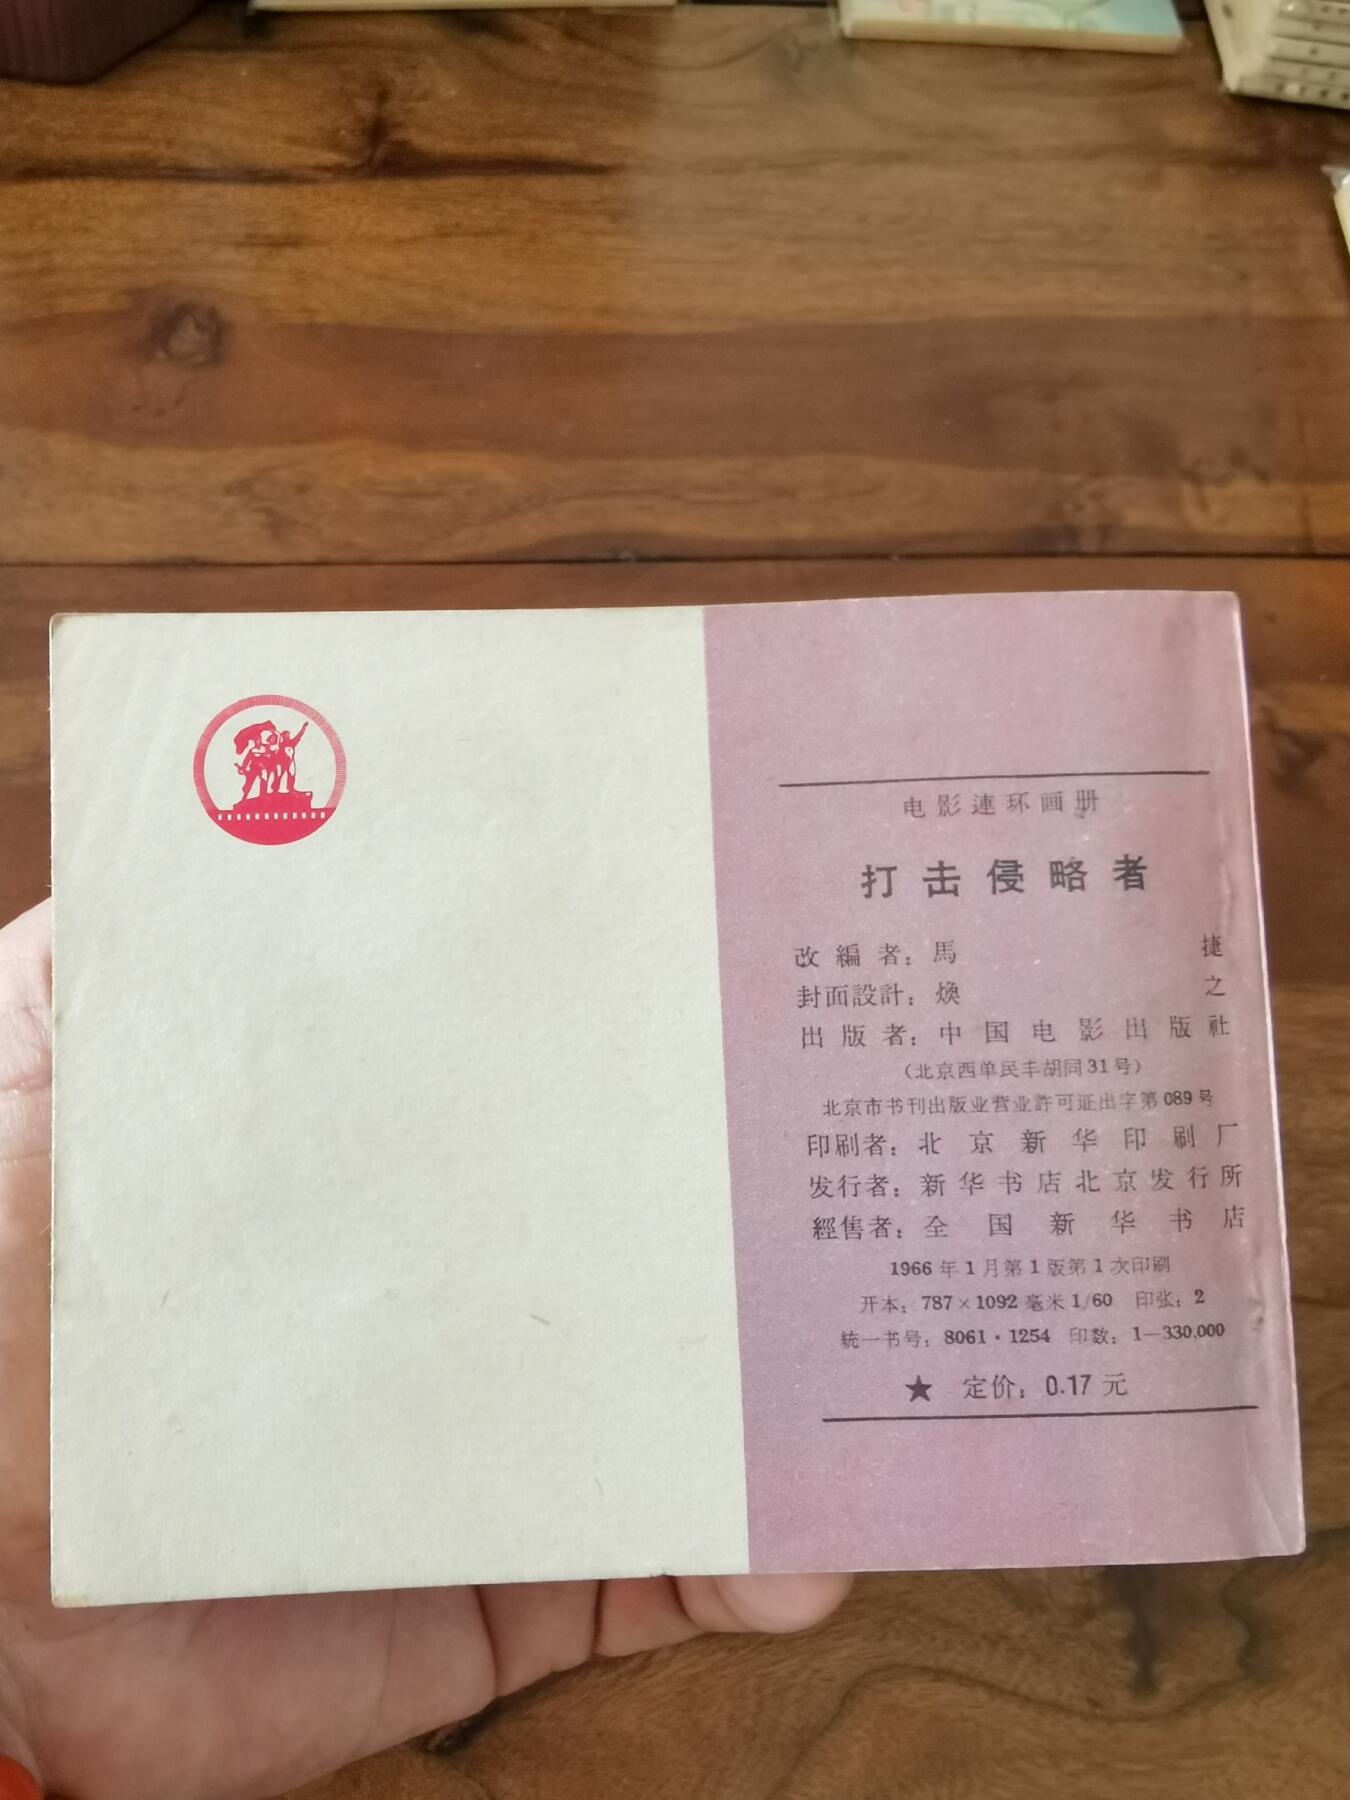 电影連环画册
打击侵略者
改編者：馬捷
封面設計：煥之
出版者：中国电影出版社
（北京西单民丰胡同31号）
北京市书刊出版业营业許可证出字第089号
印刷者：北京新华印刷厂
发行者：新华书店北京发行所
經售者：全国新华书店
1966年1月第1版第1次印刷
开本：787×1092毫米1/60 印张：2
統一书号：8061·1254 印数：1—330,000
★ 定价：0.17元